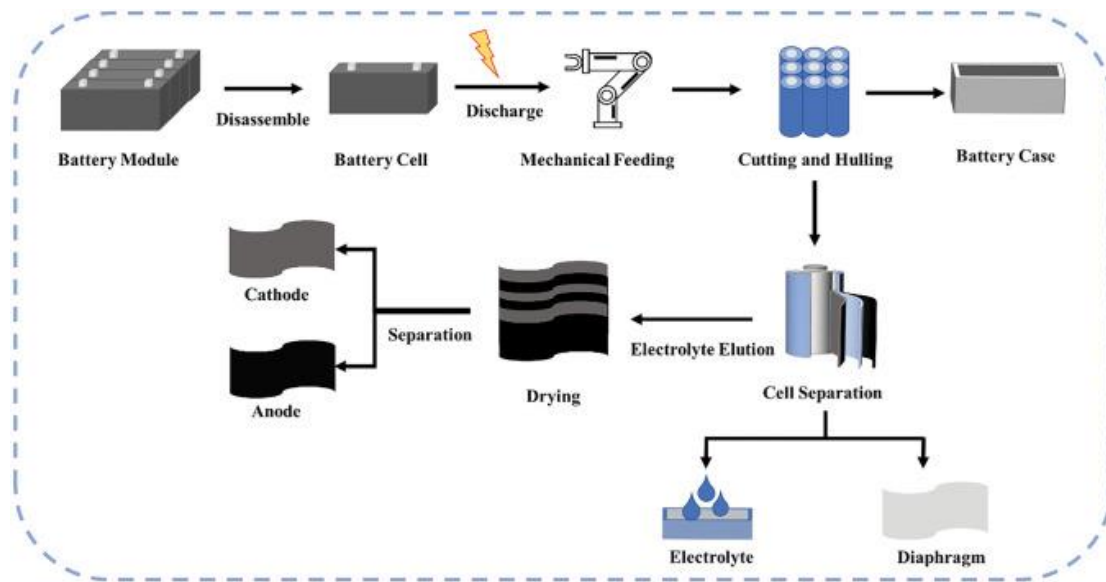 Disassemble
Discharge
Battery Module
Battery Cell
Mechanical Feeding
Cutting and Hulling
Battery Case
Cathode
Separation
Electrolyte Elution
Anode
Drying
Cell Separation
Electrolyte
Diaphragm